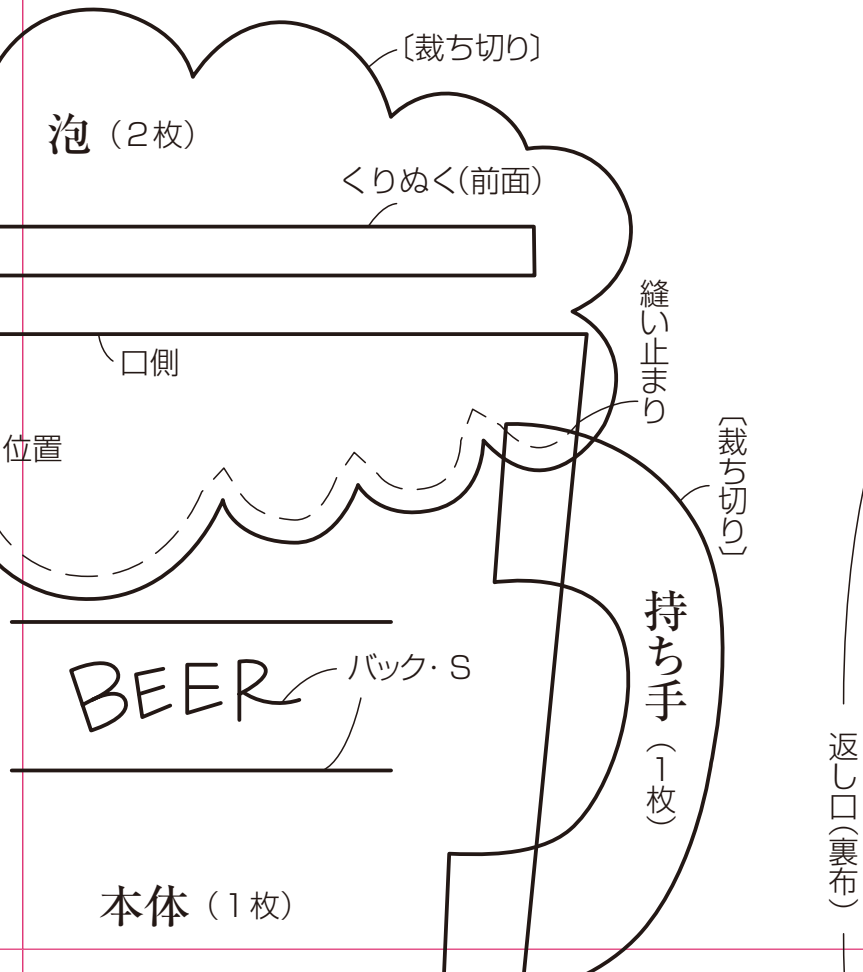 〔裁ち切り〕
泡（2枚）
くりぬく（前面）
縫い止まり
口側
〔裁ち切り〕
位置
持ち手（1枚）
BEER
バック・S
返し口（裏布）
本体（1枚）